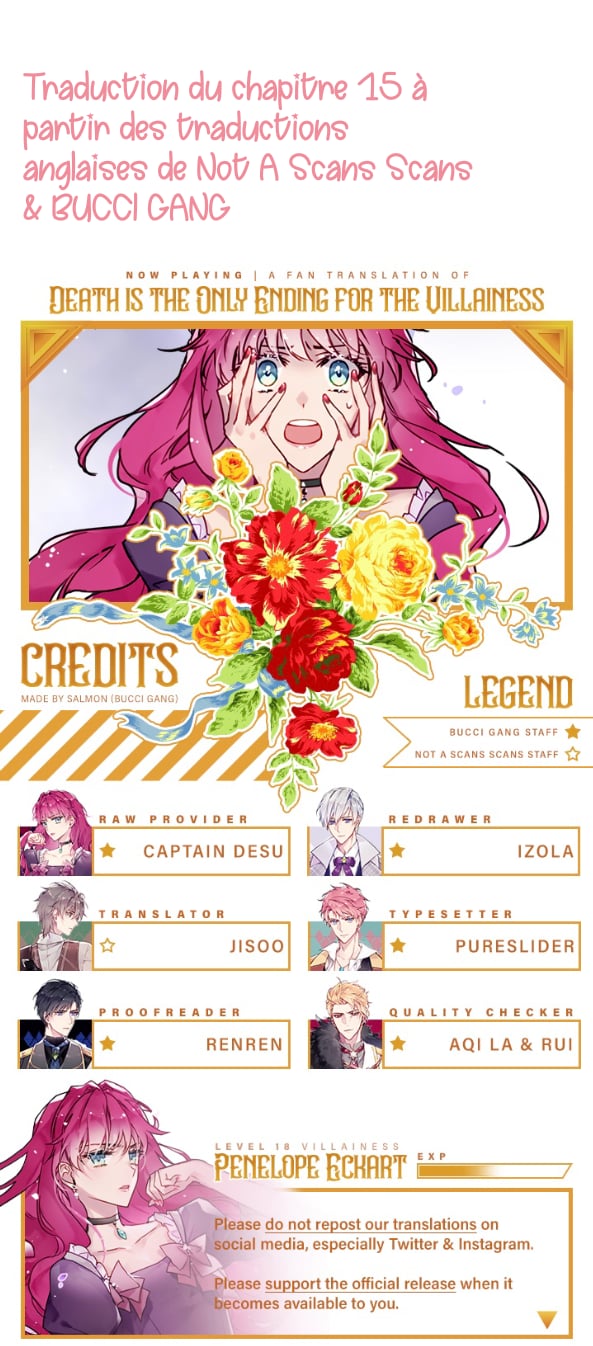 Traduction du chapitre 15 à
partir des traductions
anglaises de Not A Scans Scans
& BUCCI GANG
NOW PLAYING | A FAN TRANSLATION OF
DEATH IS THE ONLY ENDING FOR THE VILLAINESS
CREDITS
MADE BY SALMON (BUCCI GANG)
LEGEND
BUCCI GANG STAFF ★
NOT A SCANS SCANS STAFF ☆
RAW PROVIDER
★ CAPTAIN DESU
REDRAWER
★ IZOLA
TRANSLATOR
☆ JISOO
TYPESETTER
★ PURESLIDER
PROOFREADER
★ RENREN
QUALITY CHECKER
★ AQI LA & RUI
LEVEL 18 VILLAINESS
PENELOPE ECKART
EXP
Please do not repost our translations on
social media, especially Twitter & Instagram.
Please support the official release when it
becomes available to you.